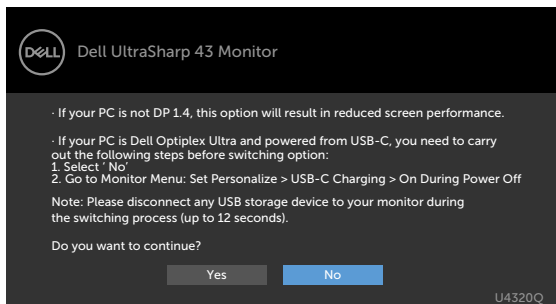 DELL
Dell UltraSharp 43 Monitor
· If your PC is not DP 1.4, this option will result in reduced screen performance.
· If your PC is Dell Optiplex Ultra and powered from USB-C, you need to carry
out the following steps before switching option:
1. Select ‘ No’
2. Go to Monitor Menu: Set Personalize > USB-C Charging > On During Power Off
Note: Please disconnect any USB storage device to your monitor during
the switching process (up to 12 seconds).
Do you want to continue?
Yes No
U4320Q